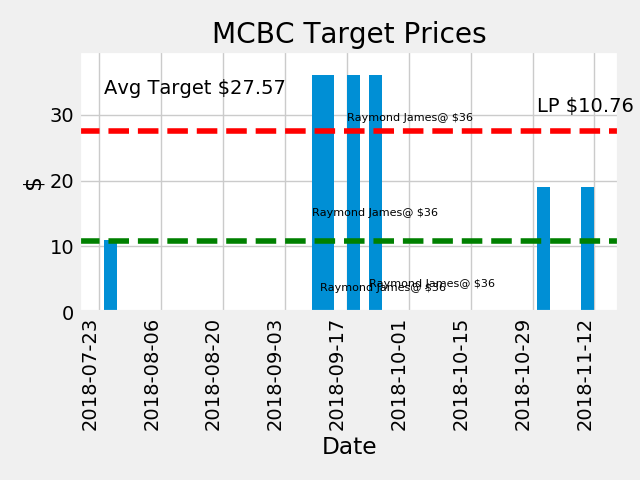 MCBC Target Prices
Avg Target $27.57
LP $10.76
Raymond James@ $36
Raymond James@ $36
Raymond James@ $36
Raymond James@ $36
$
30
20
10
0
2018-07-23
2018-08-06
2018-08-20
2018-09-03
2018-09-17
2018-10-01
2018-10-15
2018-10-29
2018-11-12
Date